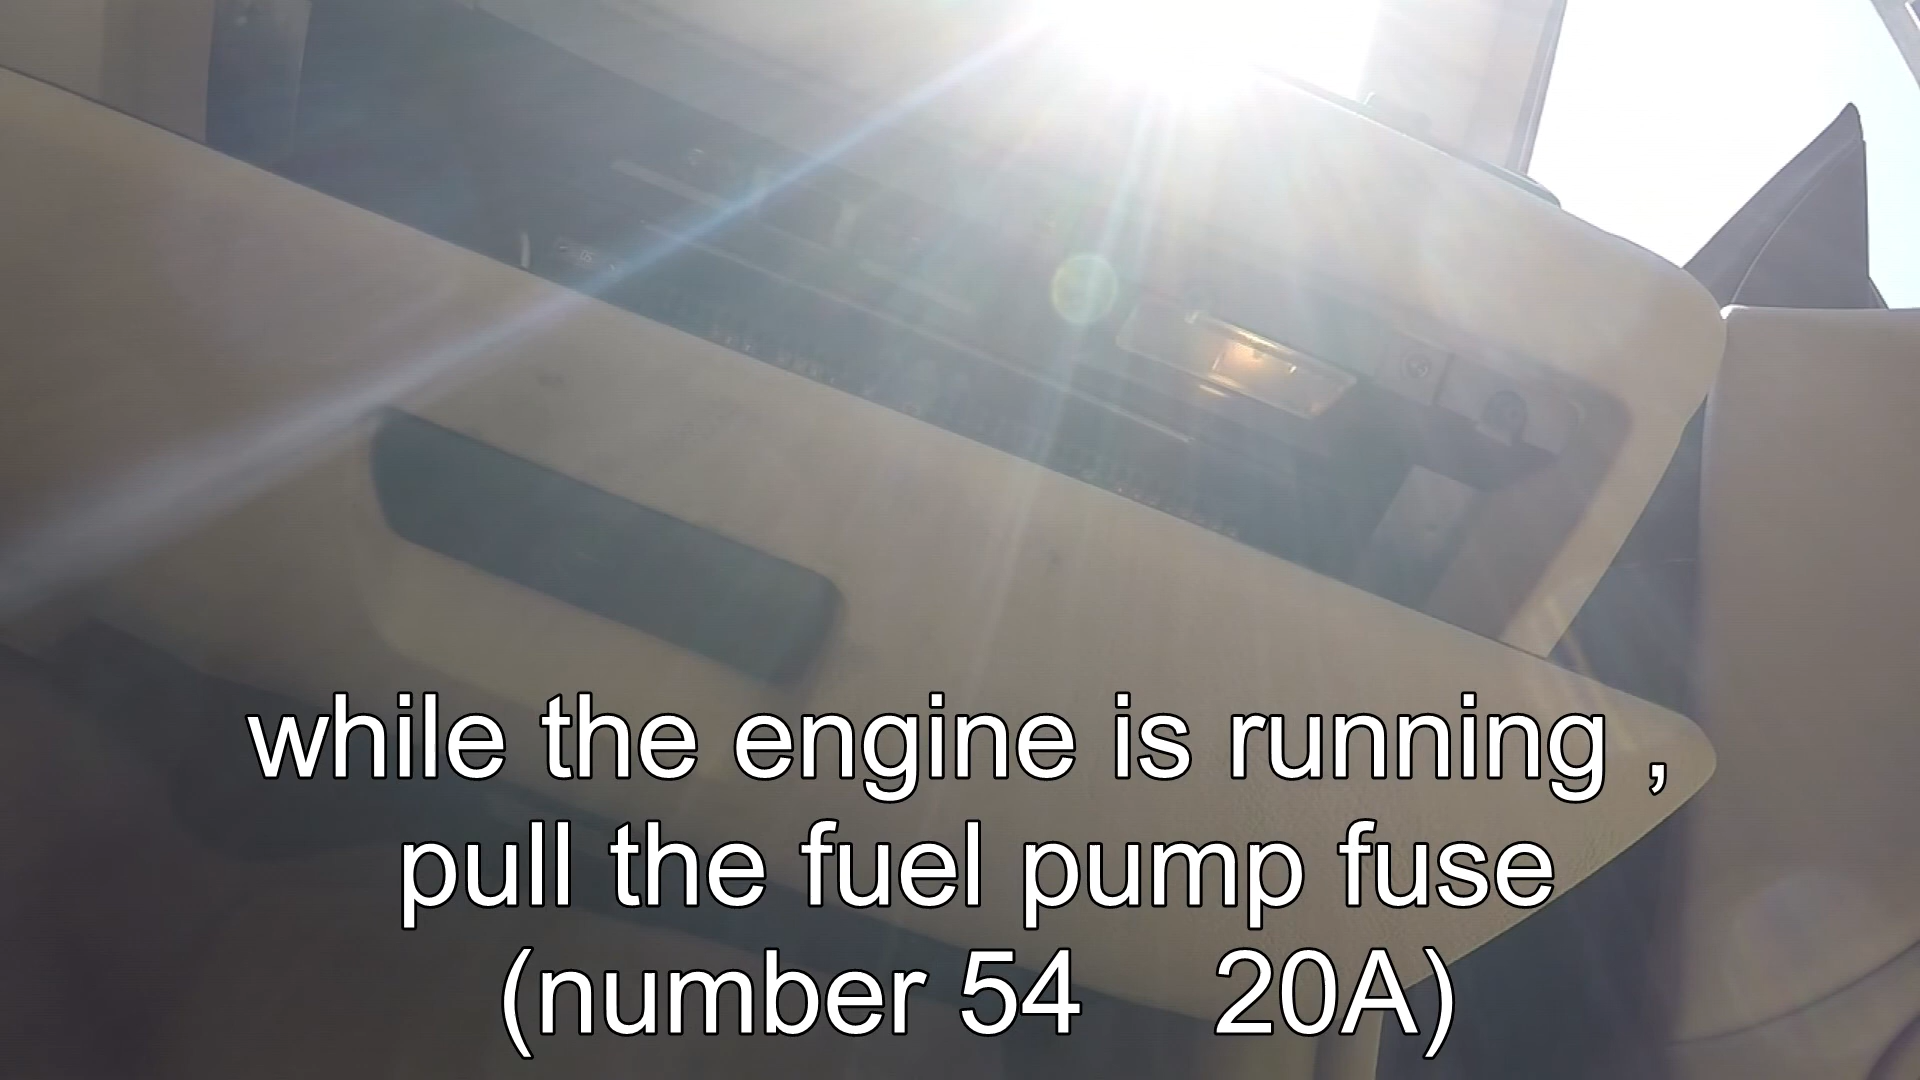 while the engine is running ,
pull the fuel pump fuse
(number 54 20A)